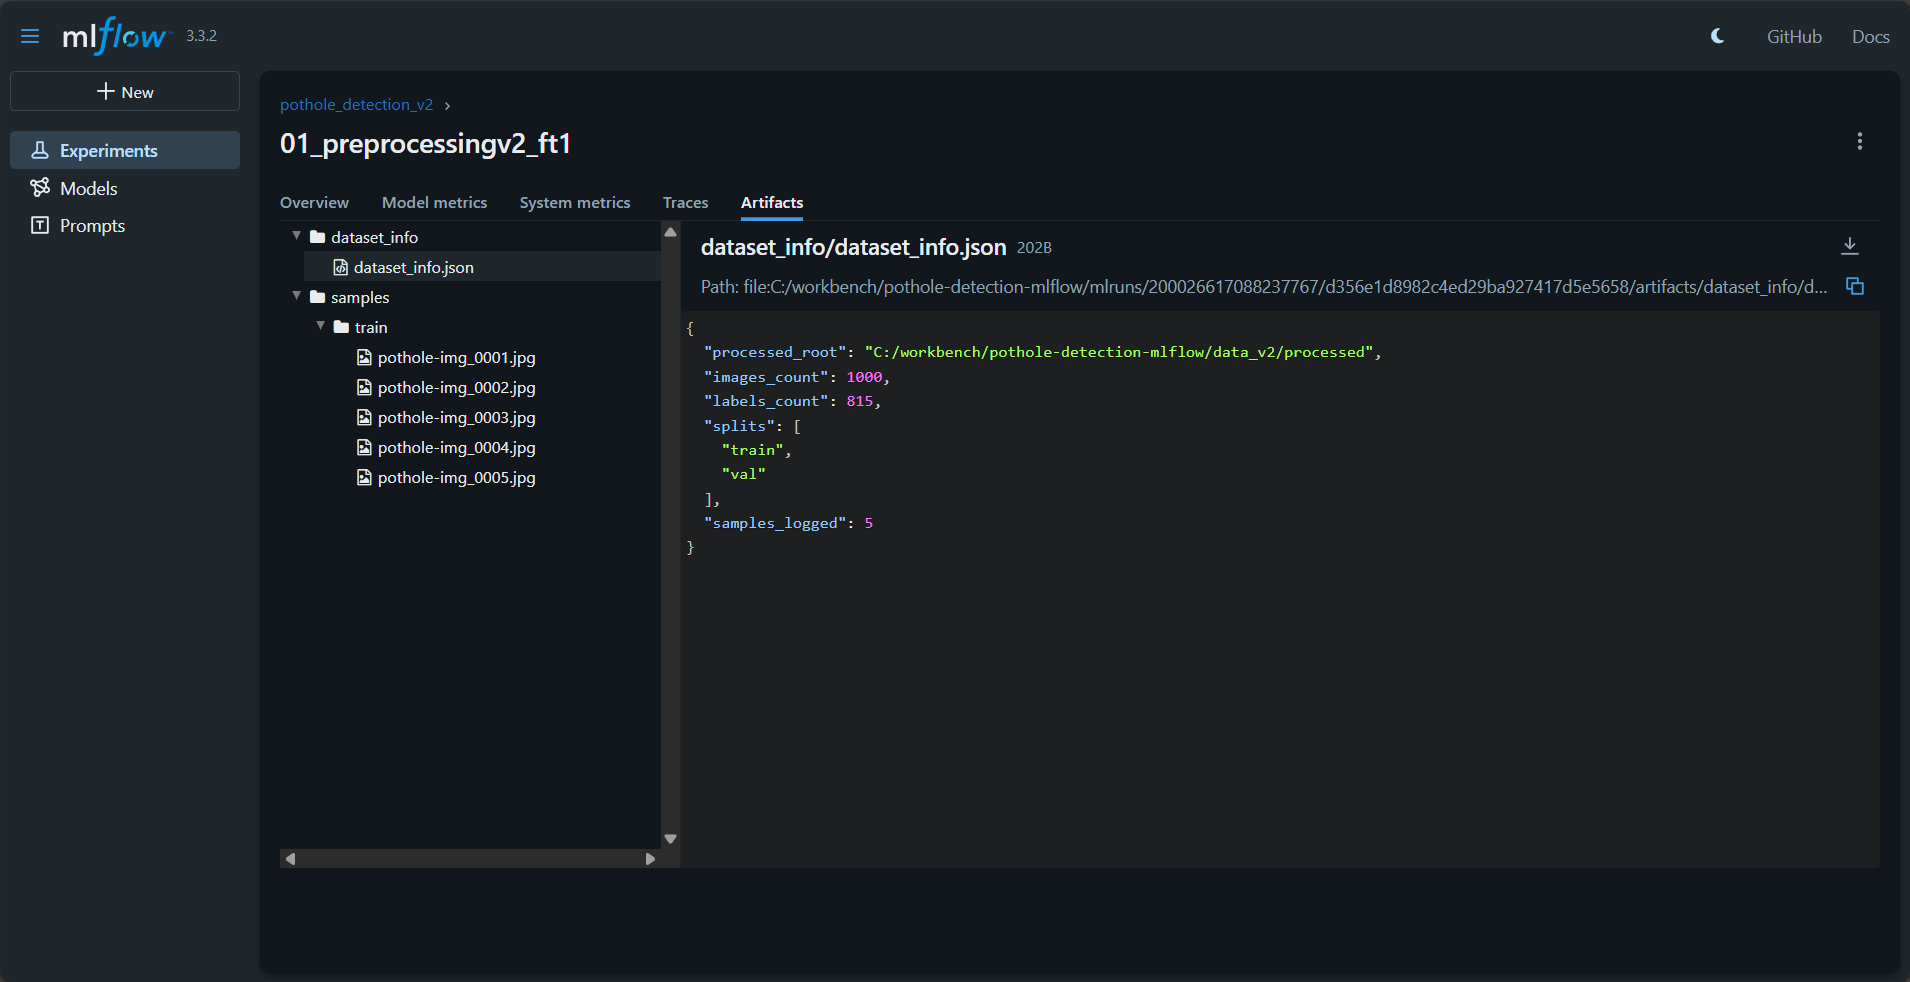 mlflow™ 3.3.2
GitHub
Docs
New
Experiments
Models
Prompts
pothole_detection_v2
01_preprocessingv2_ft1
Overview
Model metrics
System metrics
Traces
Artifacts
dataset_info
dataset_info.json
samples
train
pothole-img_0001.jpg
pothole-img_0002.jpg
pothole-img_0003.jpg
pothole-img_0004.jpg
pothole-img_0005.jpg
dataset_info/dataset_info.json 202B
Path: file:C:/workbench/pothole-detection-mlflow/mlruns/200026617088237767/d356e1d8982c4ed29ba927417d5e5658/artifacts/dataset_info/d...
{
"processed_root": "C:/workbench/pothole-detection-mlflow/data_v2/processed",
"images_count": 1000,
"labels_count": 815,
"splits": [
"train",
"val"
],
"samples_logged": 5
}